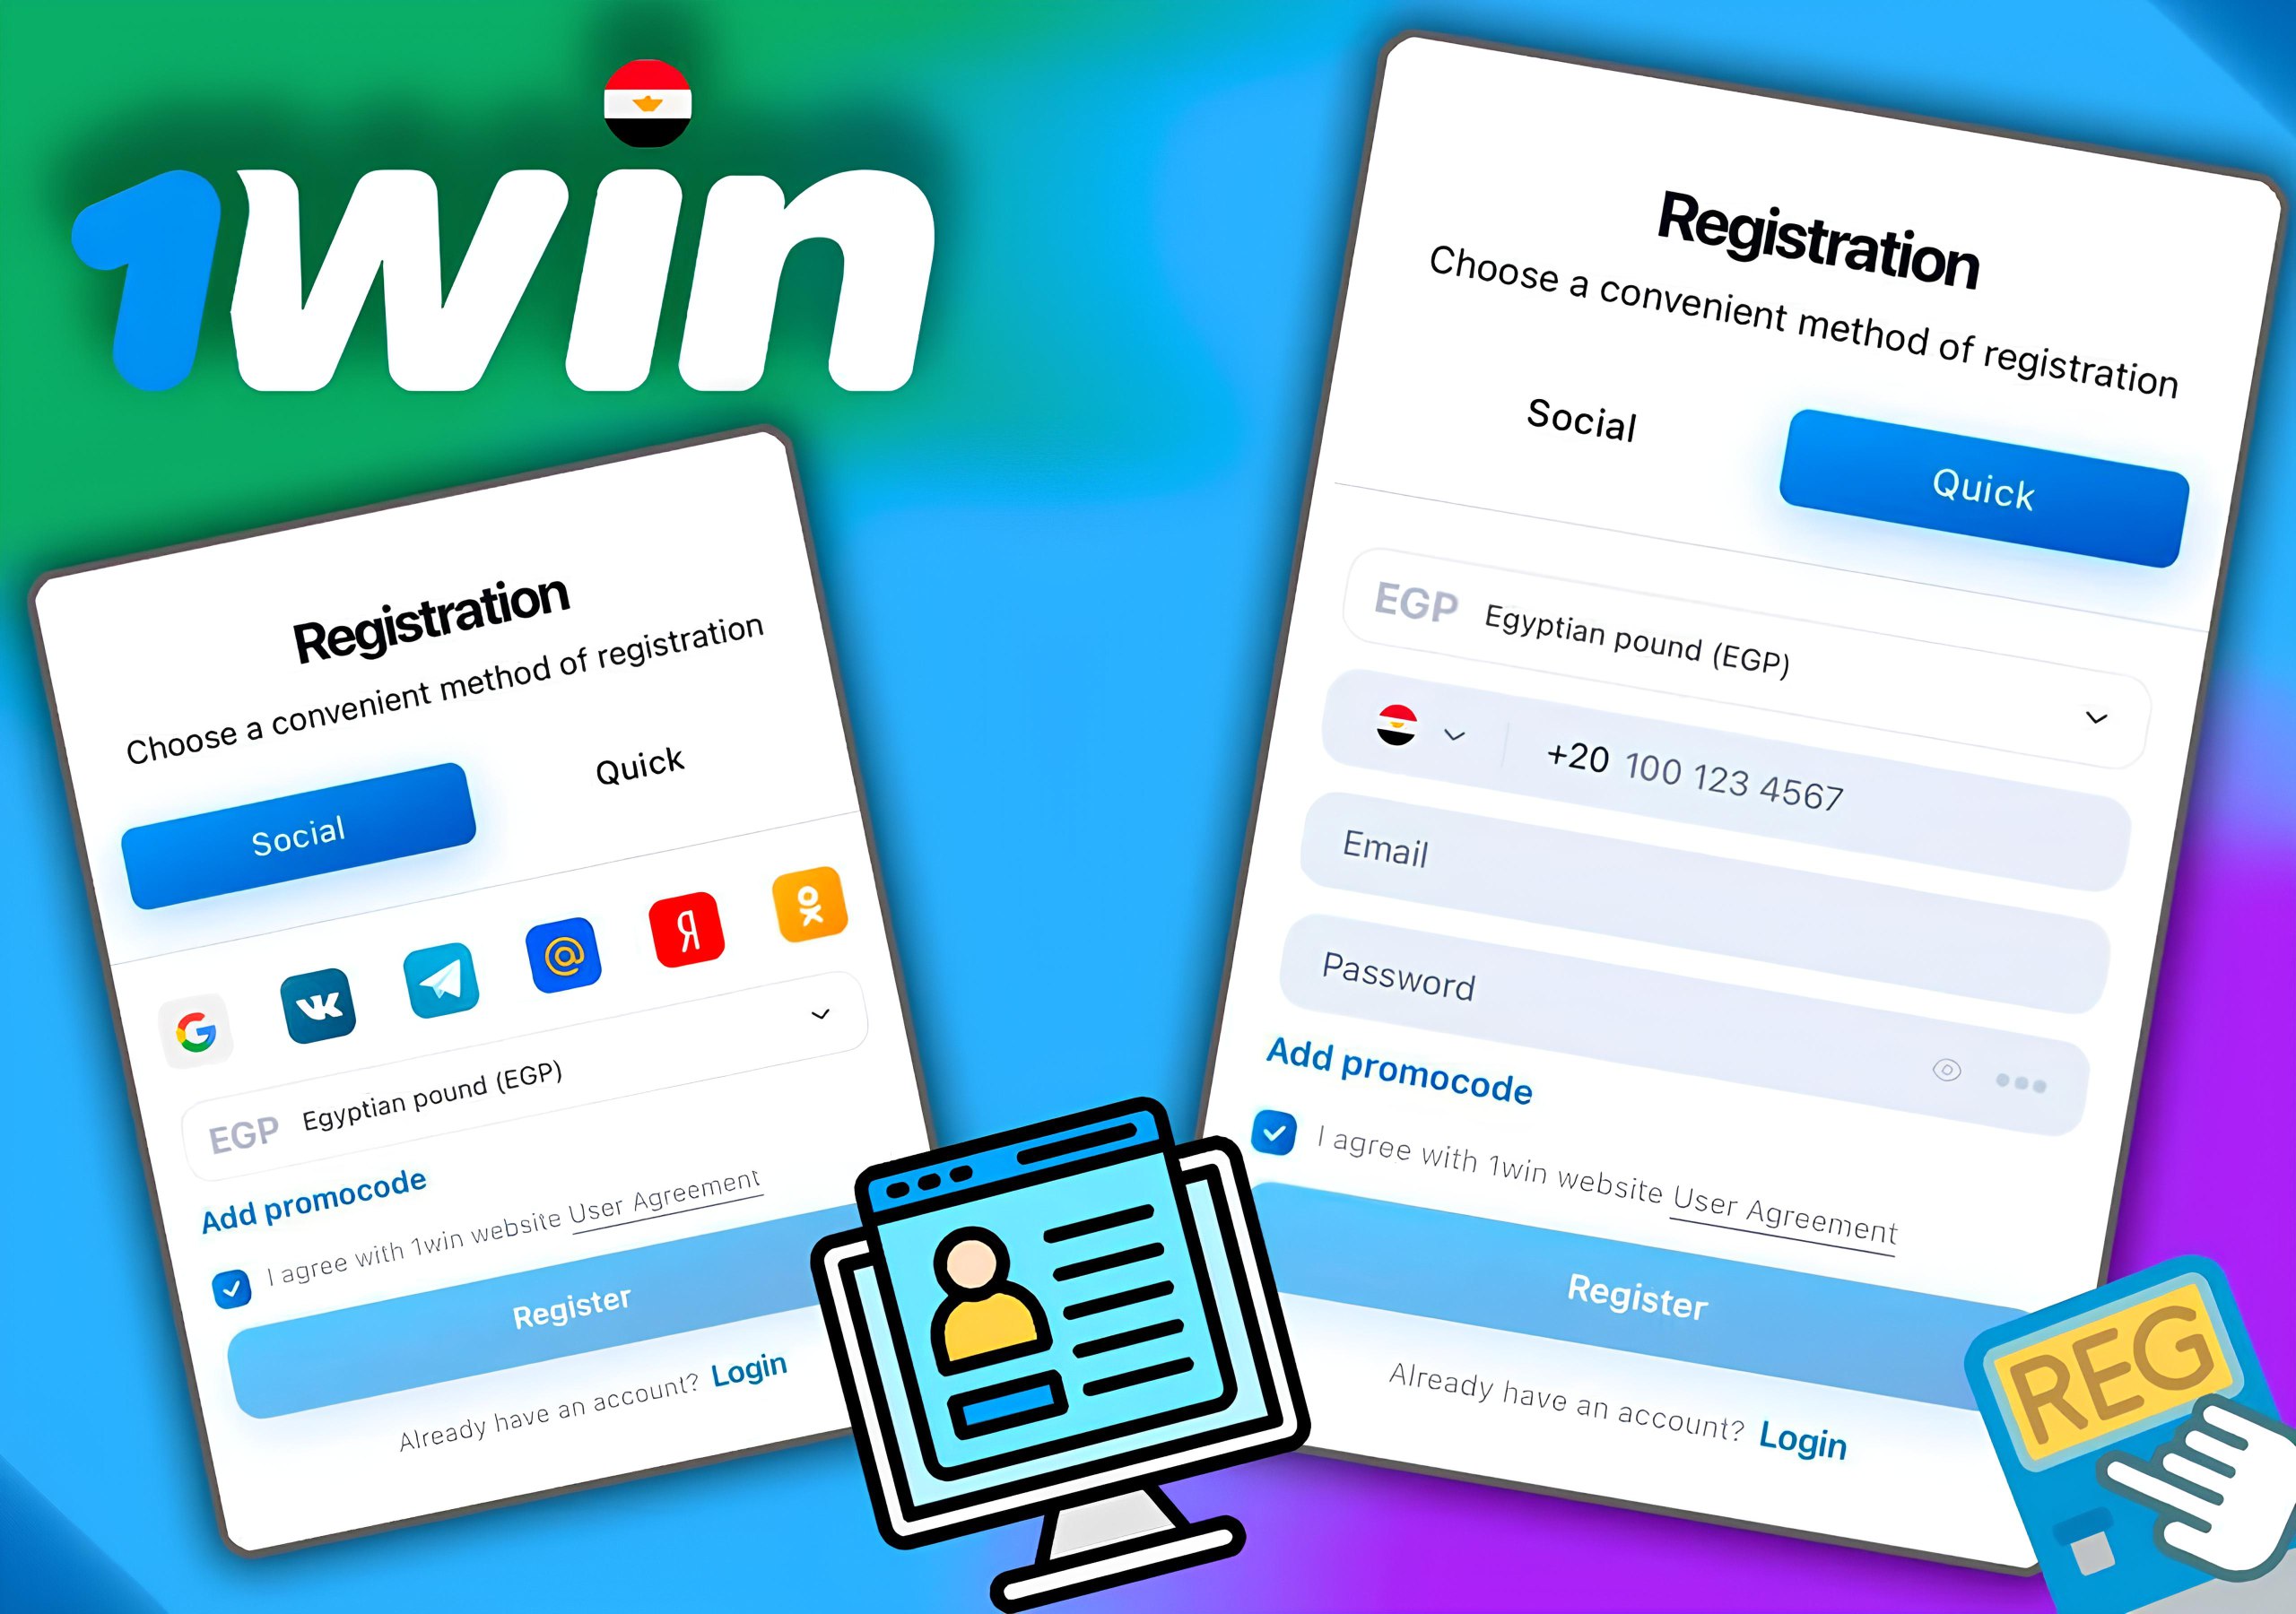 1win
Registration
Choose a convenient method of registration
Social
Quick
EGP Egyptian pound (EGP)
Add promocode
I agree with 1win website User Agreement
Register
Already have an account? Login
Registration
Choose a convenient method of registration
Social
Quick
EGP Egyptian pound (EGP)
+20 100 123 4567
Email
Password
Add promocode
I agree with 1win website User Agreement
Register
Already have an account? Login
REG